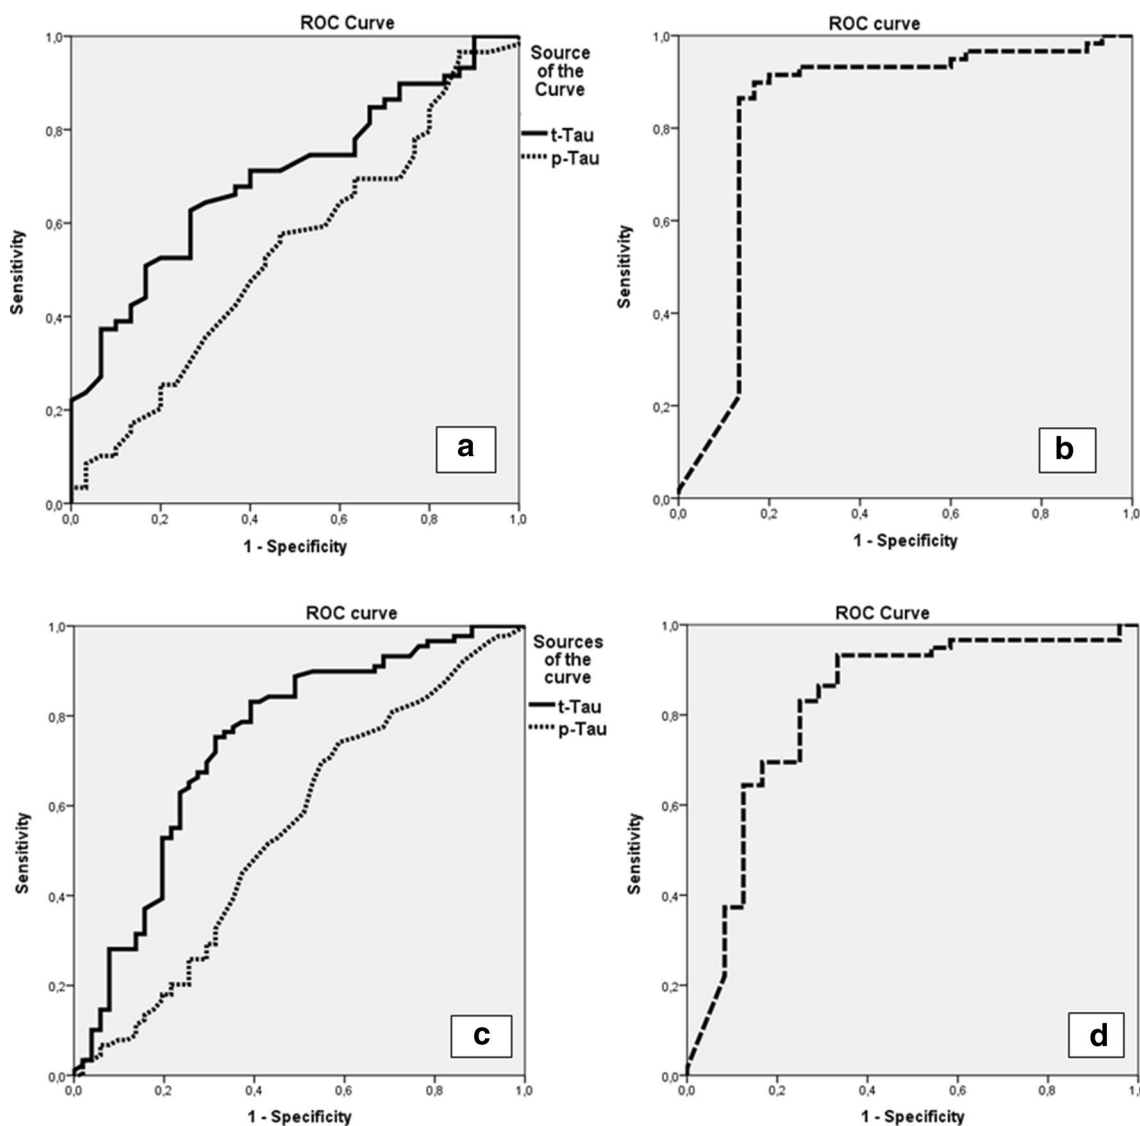 ROC Curve
1,0
0,8
0,6
0,4
0,2
0,0
Sensitivity
0,0 0,2 0,4 0,6 0,8 1,0
1 - Specificity
Source
of the
Curve
t-Tau
p-Tau
a
ROC curve
1,0
0,8
0,6
0,4
0,2
0,0
Sensitivity
0,0 0,2 0,4 0,6 0,8 1,0
1 - Specificity
b
ROC curve
1,0
0,8
0,6
0,4
0,2
0,0
Sensitivity
0,0 0,2 0,4 0,6 0,8 1,0
1 - Specificity
Sources
of the
curve
t-Tau
p-Tau
c
ROC Curve
1,0
0,8
0,6
0,4
0,2
0,0
Sensitivity
0,0 0,2 0,4 0,6 0,8 1,0
1 - Specificity
d